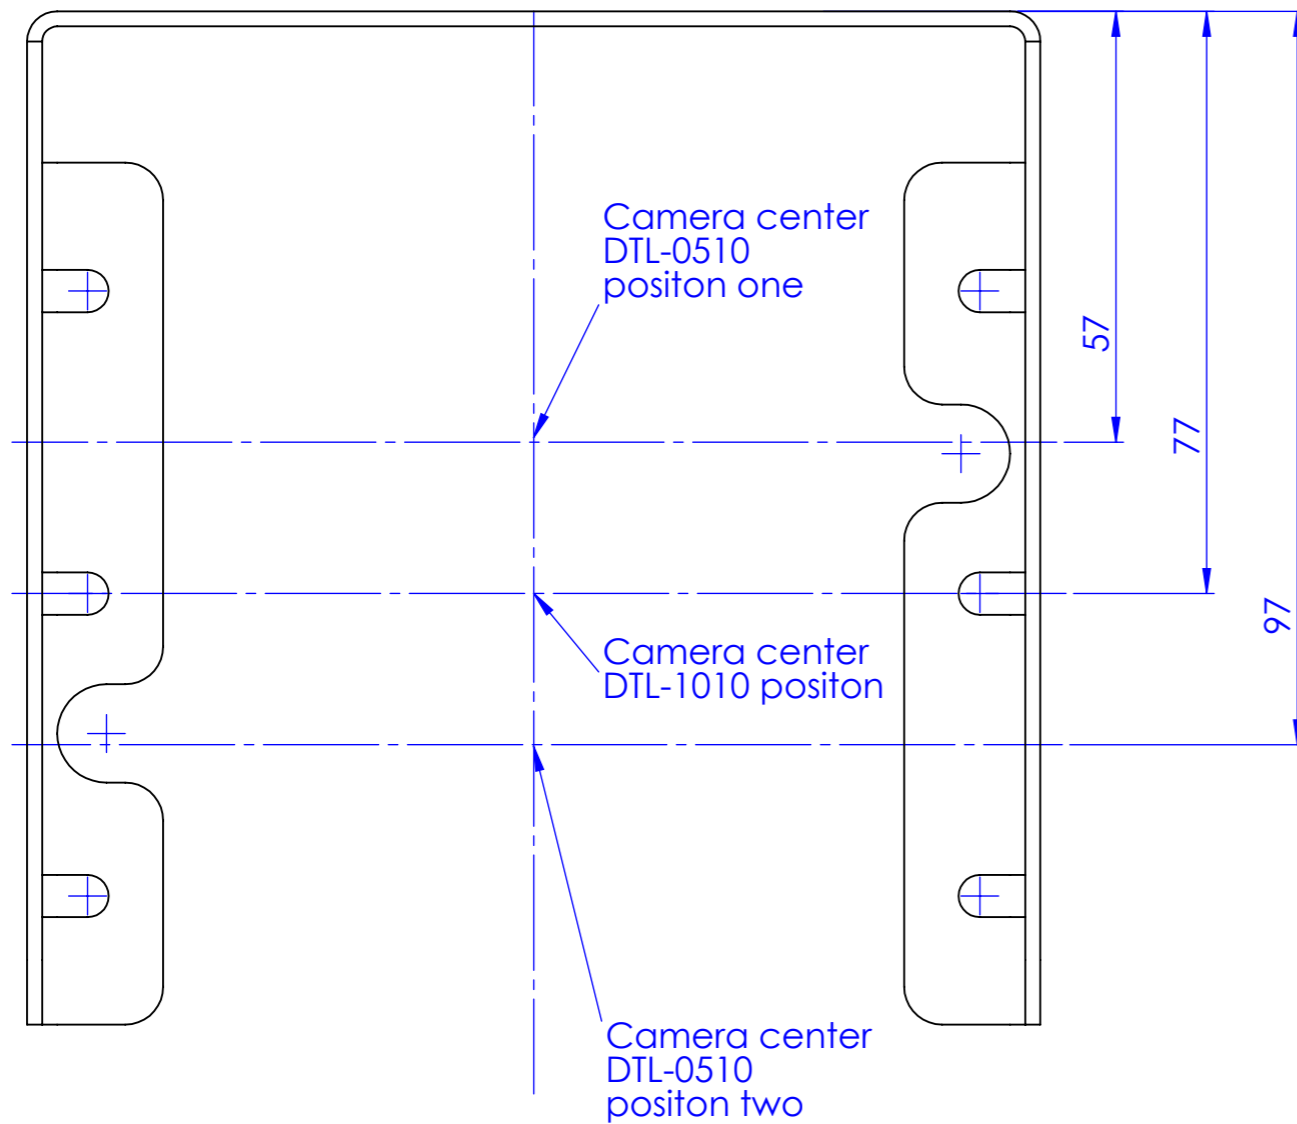 Camera center
DTL-0510
positon one
57
77
97
Camera center
DTL-1010 positon
Camera center
DTL-0510
positon two